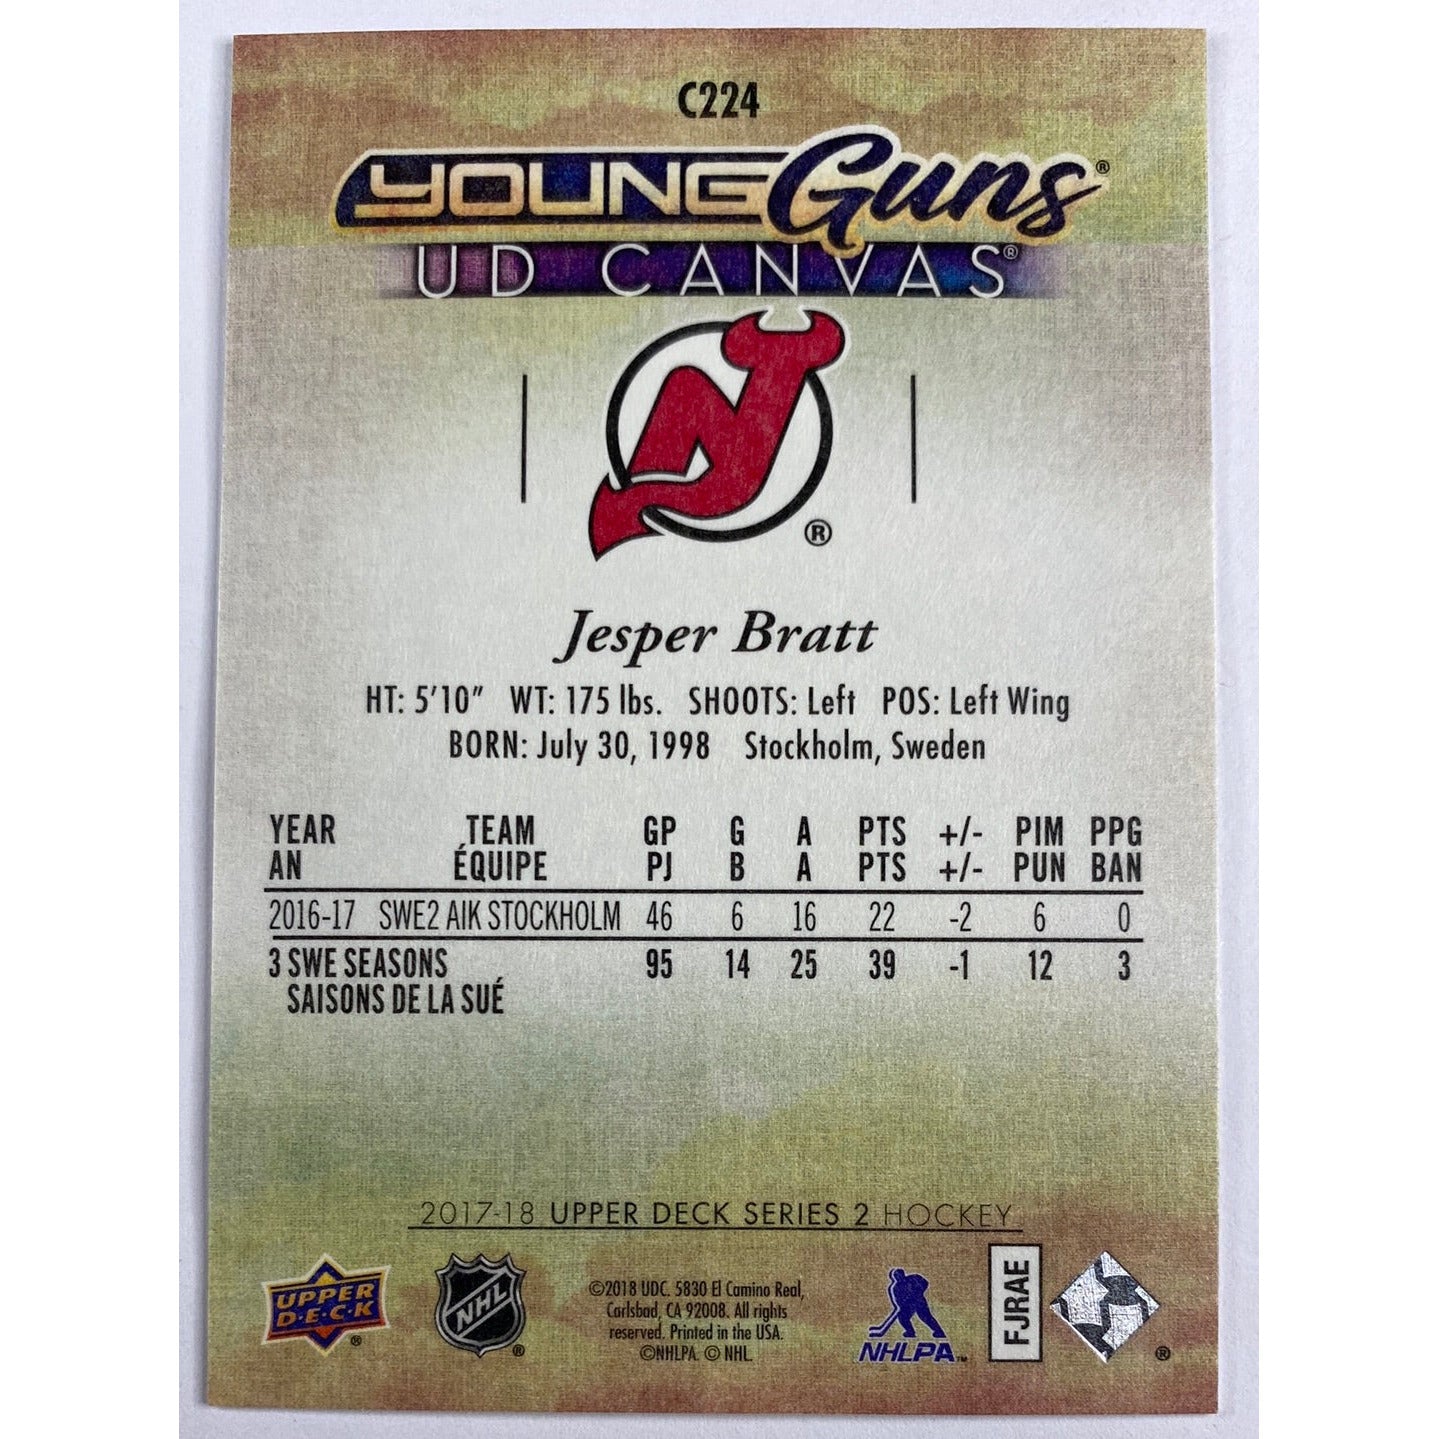 C224
YOUNG Guns®
UD CANVAS®
®
Jesper Bratt
HT: 5'10" WT: 175 lbs. SHOOTS: Left POS: Left Wing
BORN: July 30, 1998 Stockholm, Sweden
YEAR TEAM GP G A PTS +/- PIM PPG
AN ÉQUIPE PJ B A PTS +/- PUN BAN
2016-17 SWE2 AIK STOCKHOLM 46 6 16 22 -2 6 0
3 SWE SEASONS 95 14 25 39 -1 12 3
SAISONS DE LA SUÉ
2017-18 UPPER DECK SERIES 2 HOCKEY
UPPER
D·E·C·K
®
NHL
®
©2018 UDC. 5830 El Camino Real,
Carlsbad, CA 92008. All rights
reserved. Printed in the USA.
©NHLPA. © NHL.
NHLPA™
FJRAE
®